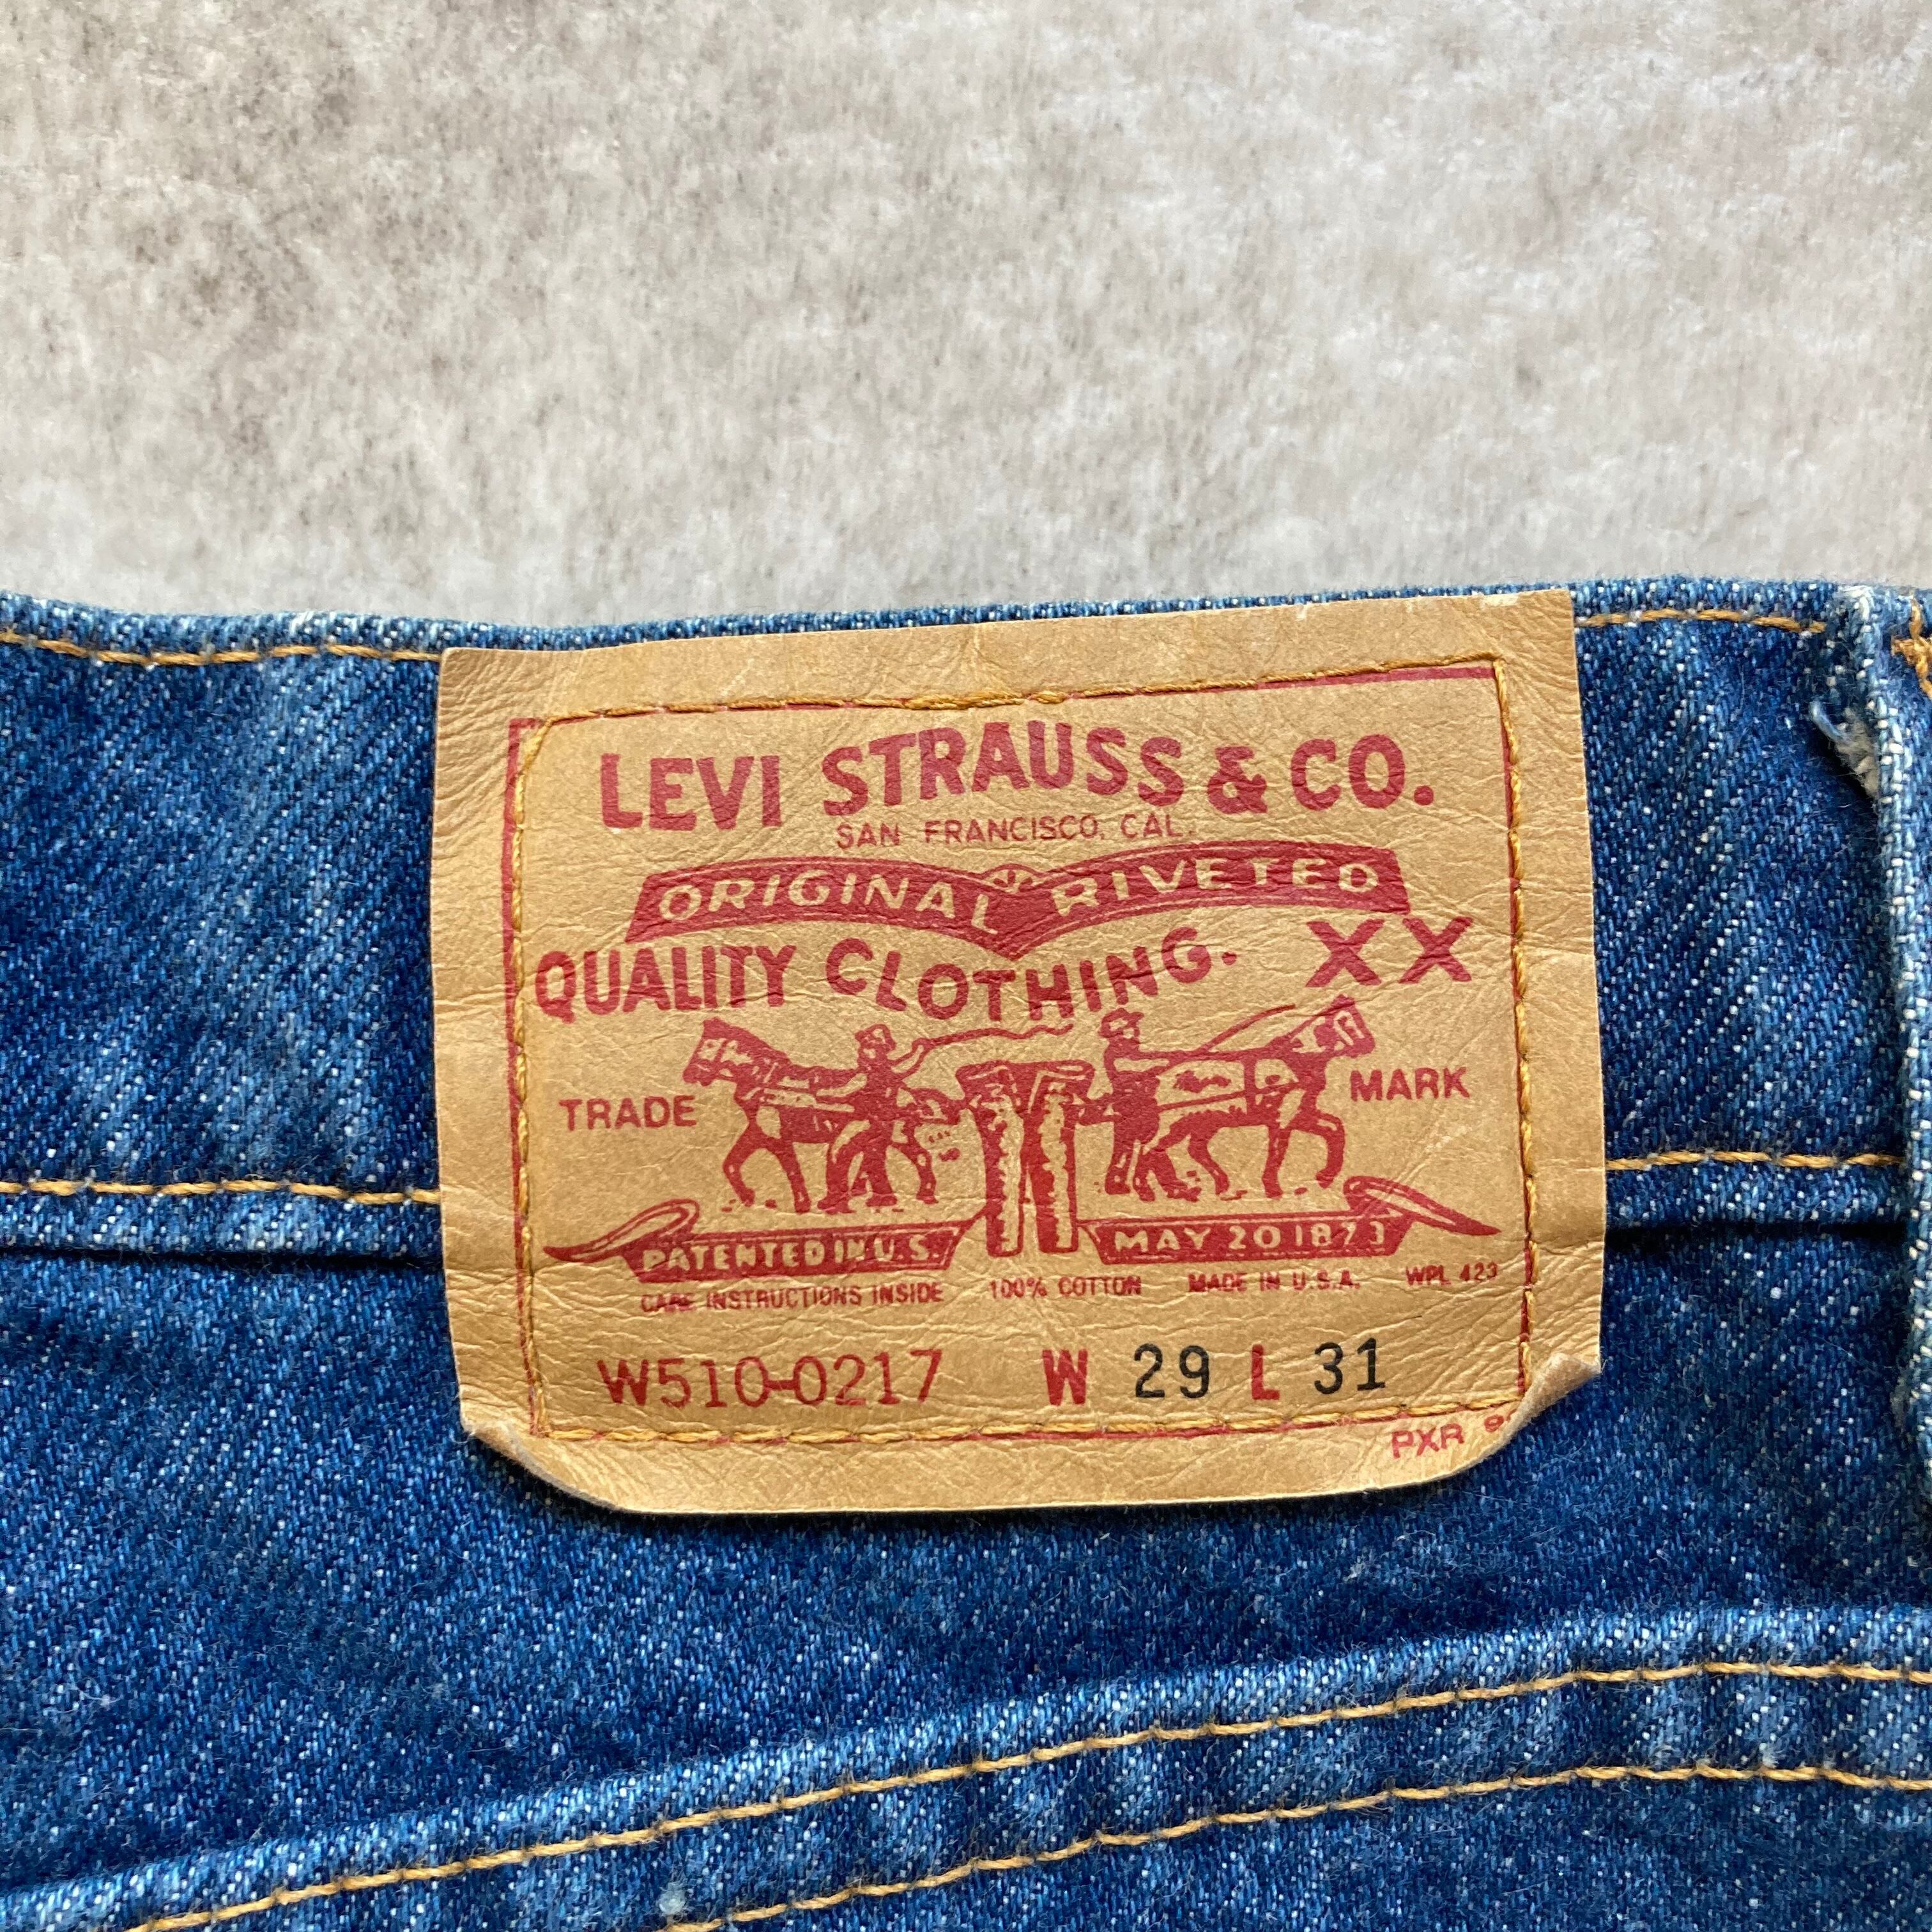 LEVI STRAUSS & CO.
SAN FRANCISCO, CAL.
ORIGINAL RIVETED
QUALITY CLOTHING. XX
TRADE MARK
PATENTED IN U.S. MAY 20 1873
CARE INSTRUCTIONS INSIDE 100% COTTON MADE IN U.S.A. WPL 423
W510-0217 W 29 L 31
PXR